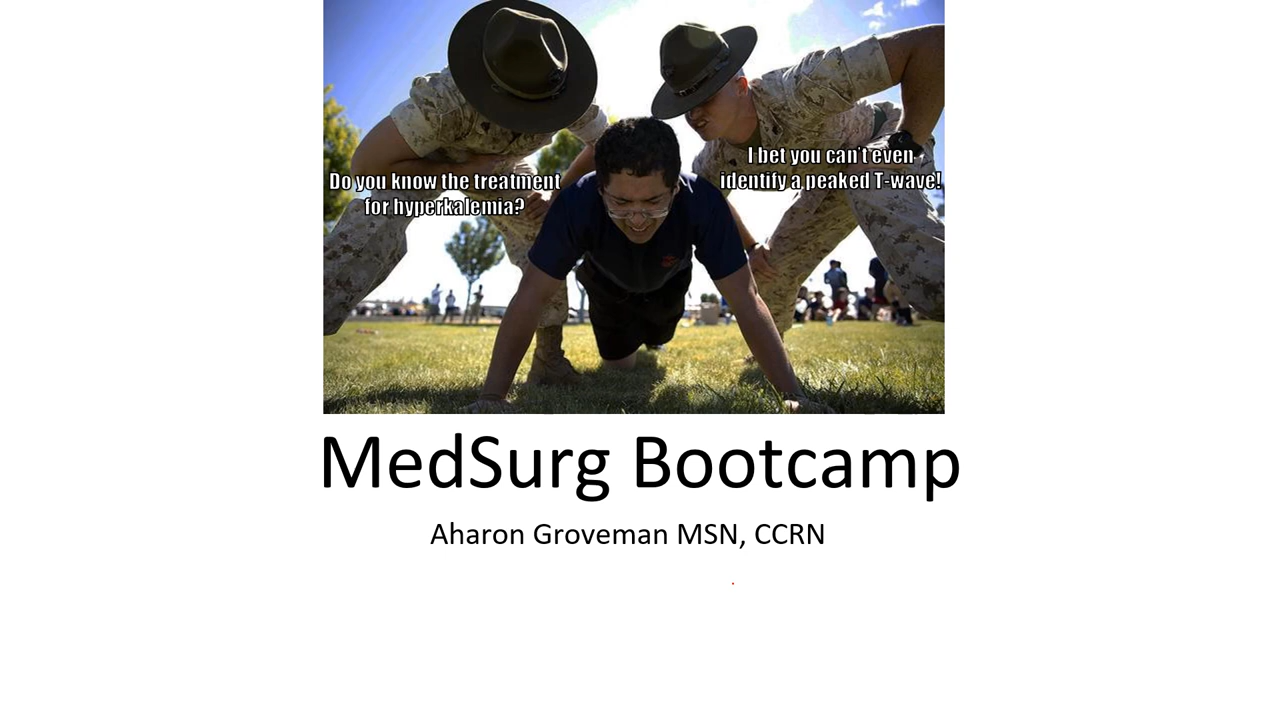 Do you know the treatment
for hyperkalemia?
I bet you can't even
identify a peaked T-wave!
MedSurg Bootcamp
Aharon Groveman MSN, CCRN